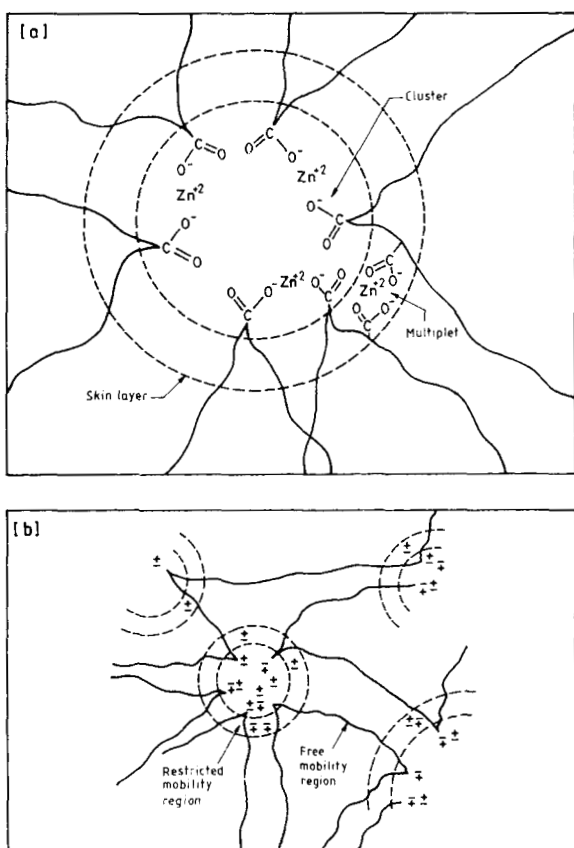 [a]
Cluster
C
O
O⁻
C
O
O⁻
Zn⁺²
Zn⁺²
O⁻
C
O
O⁻
C
O
C
O
O⁻
Zn⁺²
O⁻
C
O
O⁻
Zn⁺²
C
O
O⁻
C
O
O⁻
Multiplet
Skin layer
[b]
±
±
±
∓
±
∓ ±
±
±
±
∓
±
∓ ±
±
±
±
∓
∓ ∓
∓ ±
∓ ±
∓
∓ ±
Restricted
mobility
region
Free
mobility
region